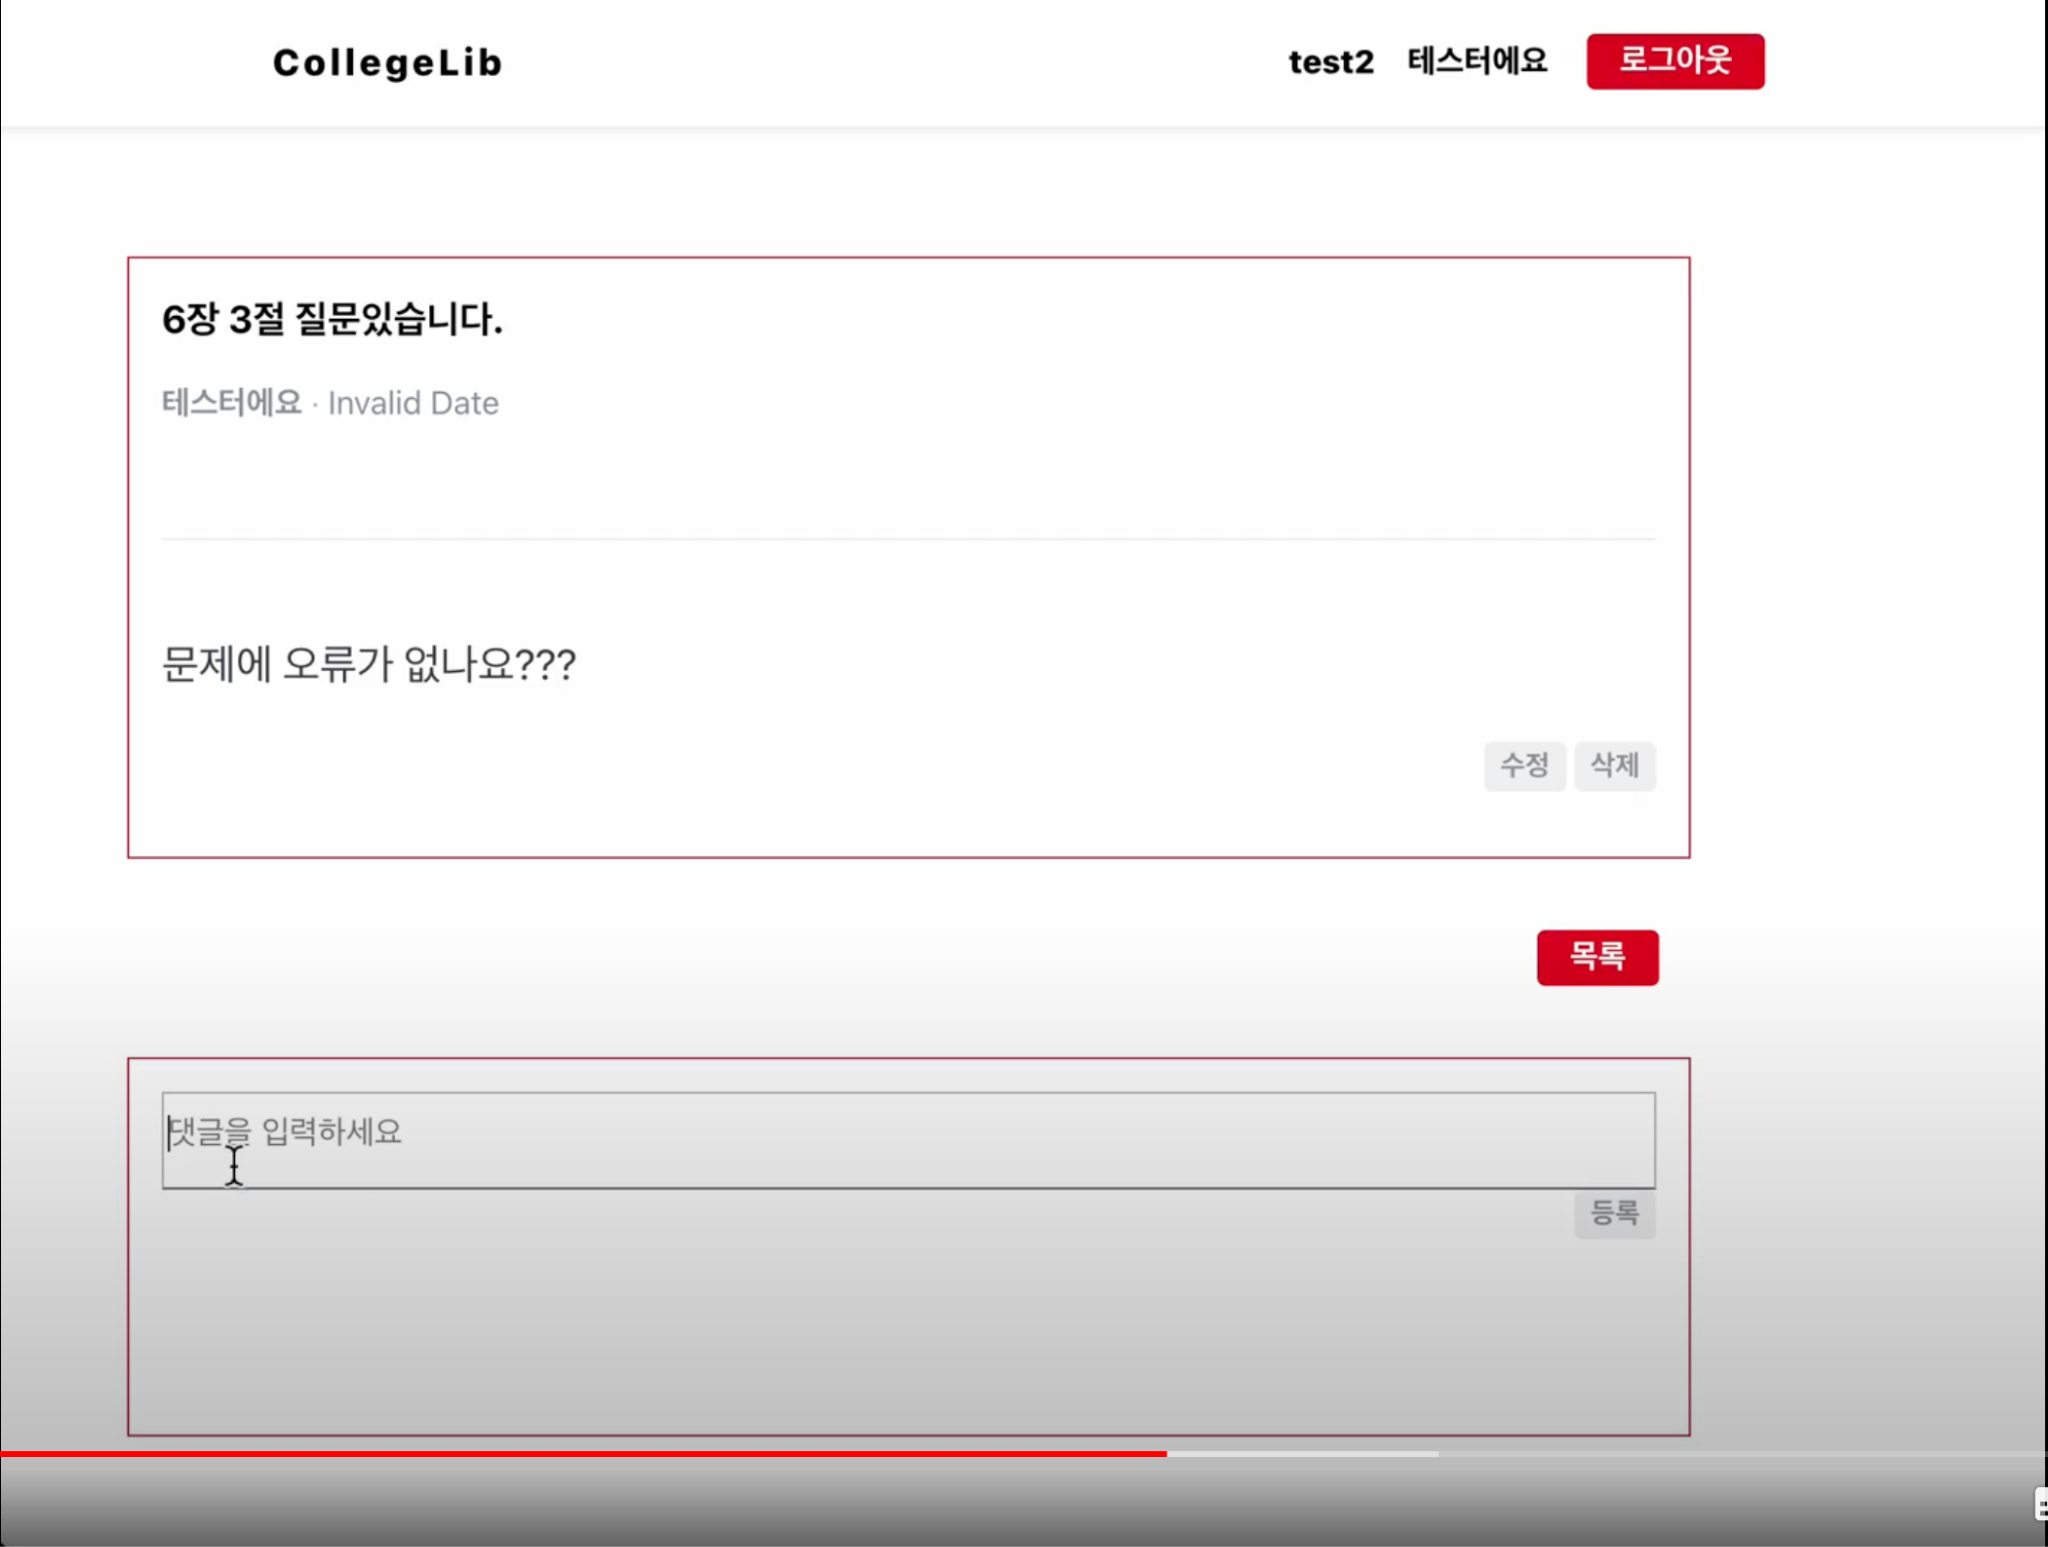 CollegeLib
test2 테스터에요 로그아웃
6장 3절 질문있습니다.
테스터에요 · Invalid Date
문제에 오류가 없나요???
수정 삭제
목록
댓글을 입력하세요
등록